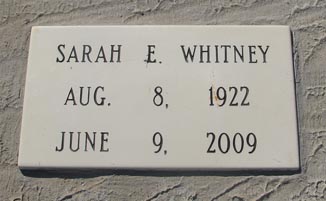 SARAH E. WHITNEY
AUG. 8, 1922
JUNE 9, 2009